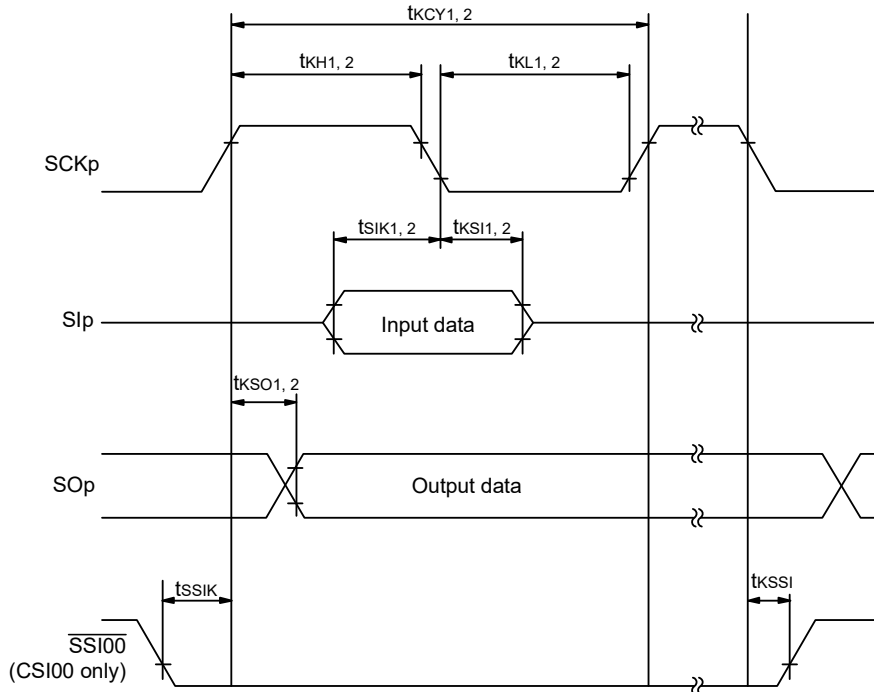 tKCY1, 2
tKH1, 2
tKL1, 2
SCKp
tSIK1, 2
tKSI1, 2
SIp
Input data
tKSO1, 2
SOp
Output data
tSSIK
tKSSI
SSI00
(CSI00 only)